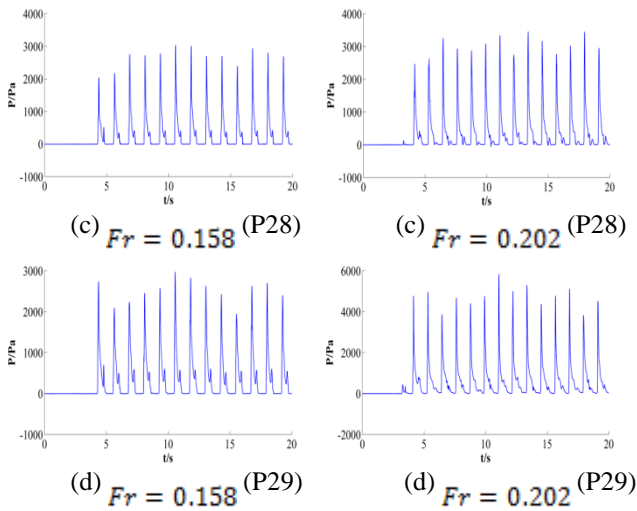 4000
3000
2000
1000
0
-1000
P/Pa
0 5 10 15 20
t/s
(c) Fr = 0.158 (P28)
4000
3000
2000
1000
0
-1000
P/Pa
0 5 10 15 20
t/s
(c) Fr = 0.202 (P28)
3000
2000
1000
0
-1000
P/Pa
0 5 10 15 20
t/s
(d) Fr = 0.158 (P29)
6000
4000
2000
0
-2000
P/Pa
0 5 10 15 20
t/s
(d) Fr = 0.202 (P29)